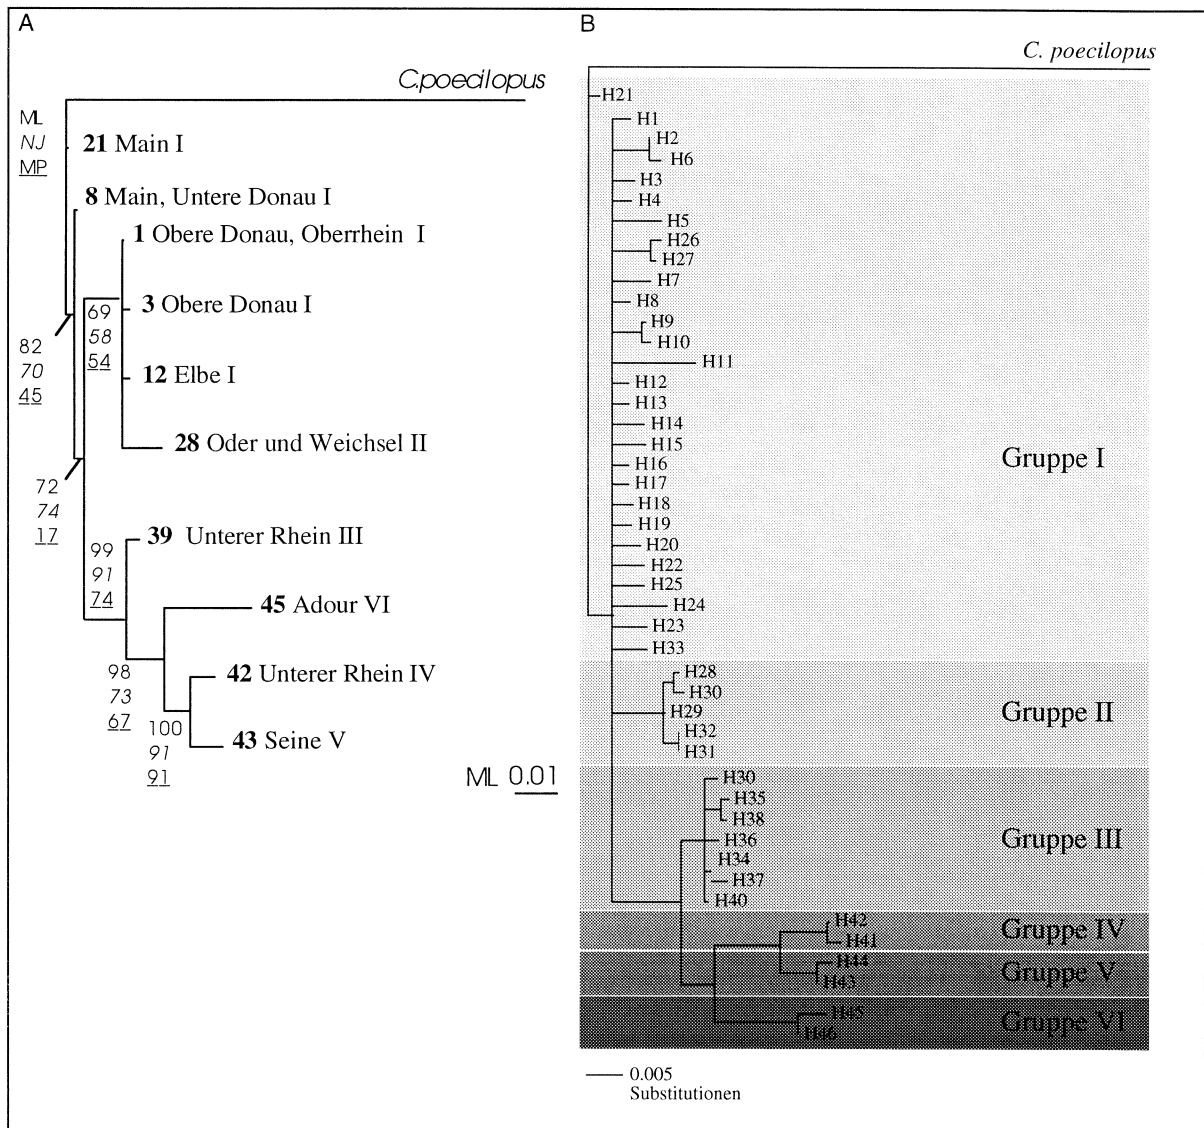 A
C.poecilopus
ML
NJ
MP
21 Main I
8 Main, Untere Donau I
1 Obere Donau, Oberrhein I
69
58
54
3 Obere Donau I
82
70
45
12 Elbe I
28 Oder und Weichsel II
72
74
17
39 Unterer Rhein III
99
91
74
45 Adour VI
98
73
67
42 Unterer Rhein IV
100
91
91
43 Seine V
ML 0.01
B
C. poecilopus
H21
H1
H2
H6
H3
H4
H5
H26
H27
H7
H8
H9
H10
H11
H12
H13
H14
H15
H16
H17
H18
H19
H20
H22
H25
H24
H23
H33
Gruppe I
H28
H30
H29
H32
H31
Gruppe II
H30
H35
H38
H36
H34
H37
H40
Gruppe III
H42
H41
Gruppe IV
H44
H43
Gruppe V
H45
H46
Gruppe VI
0.005
Substitutionen